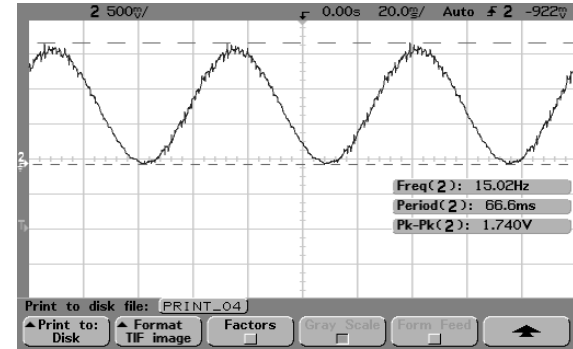 2 500mV/ 0.00s 20.0ms/ Auto 2 -922mV
2
T
Freq(2): 15.02Hz
Period(2): 66.6ms
Pk-Pk(2): 1.740V
Print to disk file: PRINT_04
Print to: Disk
Format TIF image
Factors
Gray Scale
Form Feed